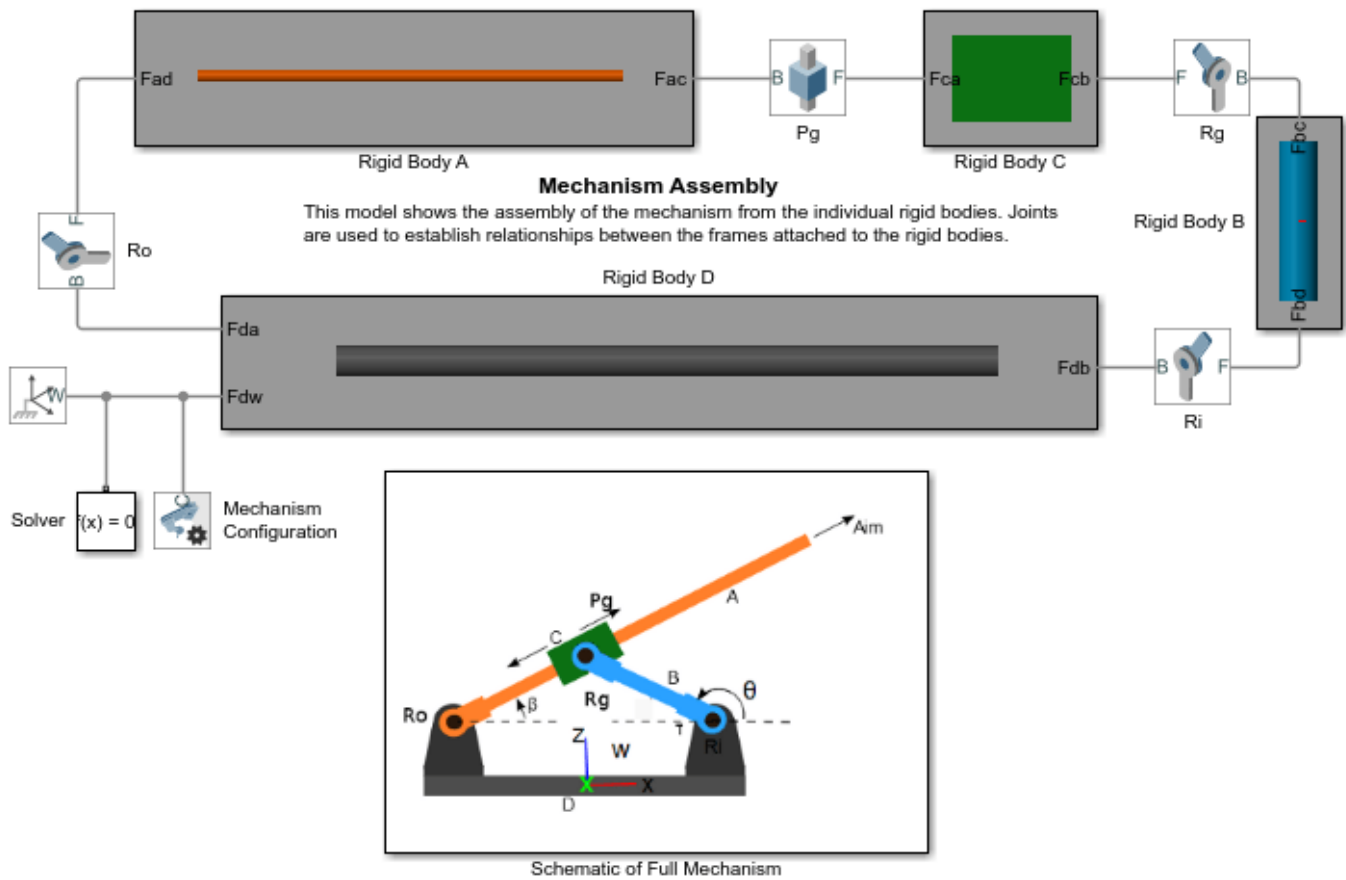 Fad
Fac
B
F
Pg
Fca
Fcb
F
B
Rg
Fbc
Rigid Body A
Rigid Body C
Mechanism Assembly
This model shows the assembly of the mechanism from the individual rigid bodies. Joints
are used to establish relationships between the frames attached to the rigid bodies.
Rigid Body B
F
Ro
B
Rigid Body D
Fbd
Fda
Fdb
B
F
Ri
W
Fdw
Solver
f(x) = 0
C
Mechanism
Configuration
Aim
A
Pg
C
B
θ
Rg
β
Ro
Ri
Z
W
X
X
D
Schematic of Full Mechanism